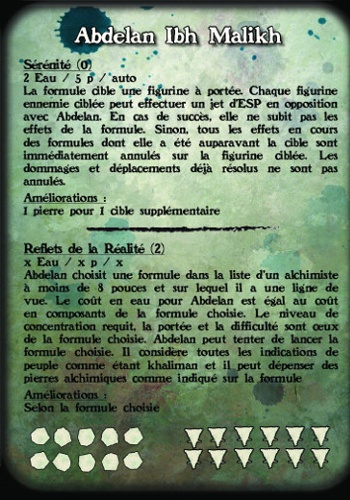 Abdelan Ibh Malikh
Sérénité (0)
2 Eau / 5 p / auto
La formule cible une figurine à portée. Chaque figurine
ennemie ciblée peut effectuer un jet d'ESP en opposition
avec Abdelan. En cas de succès, elle ne subit pas les
effets de la formule. Sinon, tous les effets en cours
des formules dont elle a été auparavant la cible sont
immédiatement annulés sur la figurine ciblée. Les
dommages et déplacements déjà résolus ne sont pas
annulés.
Améliorations :
1 pierre pour 1 cible supplémentaire
Reflets de la Réalité (2)
x Eau / x p / x
Abdelan choisit une formule dans la liste d'un alchimiste
à moins de 8 pouces et sur lequel il a une ligne de
vue. Le coût en eau pour Abdelan est égal au coût
en composants de la formule choisie. Le niveau de
concentration requit, la portée et la difficulté sont ceux
de la formule choisie. Abdelan peut tenter de lancer la
formule choisie. Il considère toutes les indications de
peuple comme étant khaliman et il peut dépenser des
pierres alchimiques comme indiqué sur la formule
Améliorations :
Selon la formule choisie